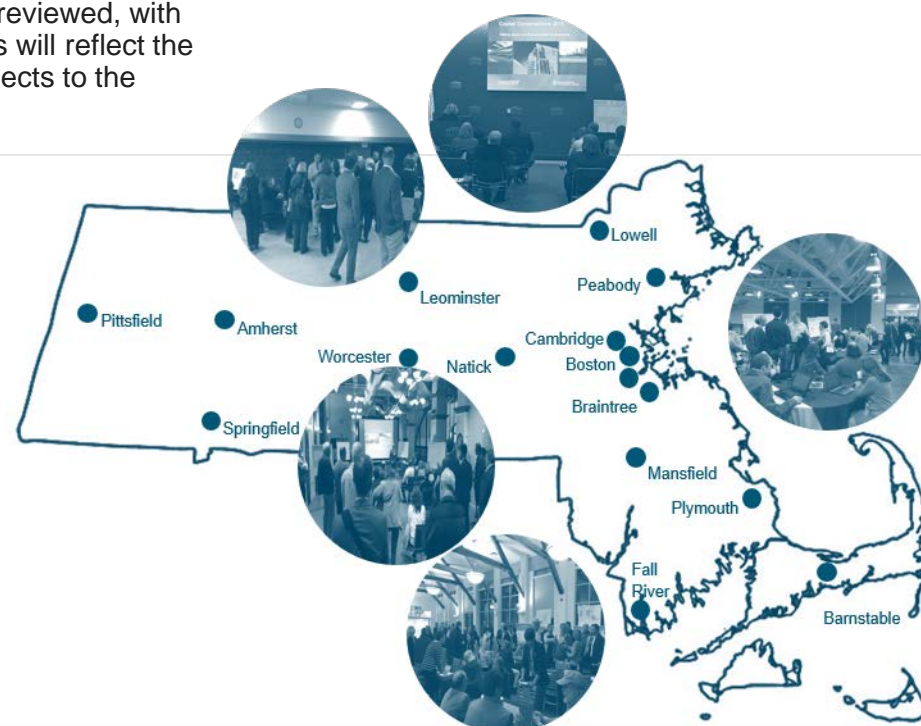 reviewed, with
s will reflect the
ects to the
Lowell
Peabody
Leominster
Pittsfield
Amherst
Cambridge
Worcester
Natick
Boston
Braintree
Springfield
Mansfield
Plymouth
Fall
River
Barnstable